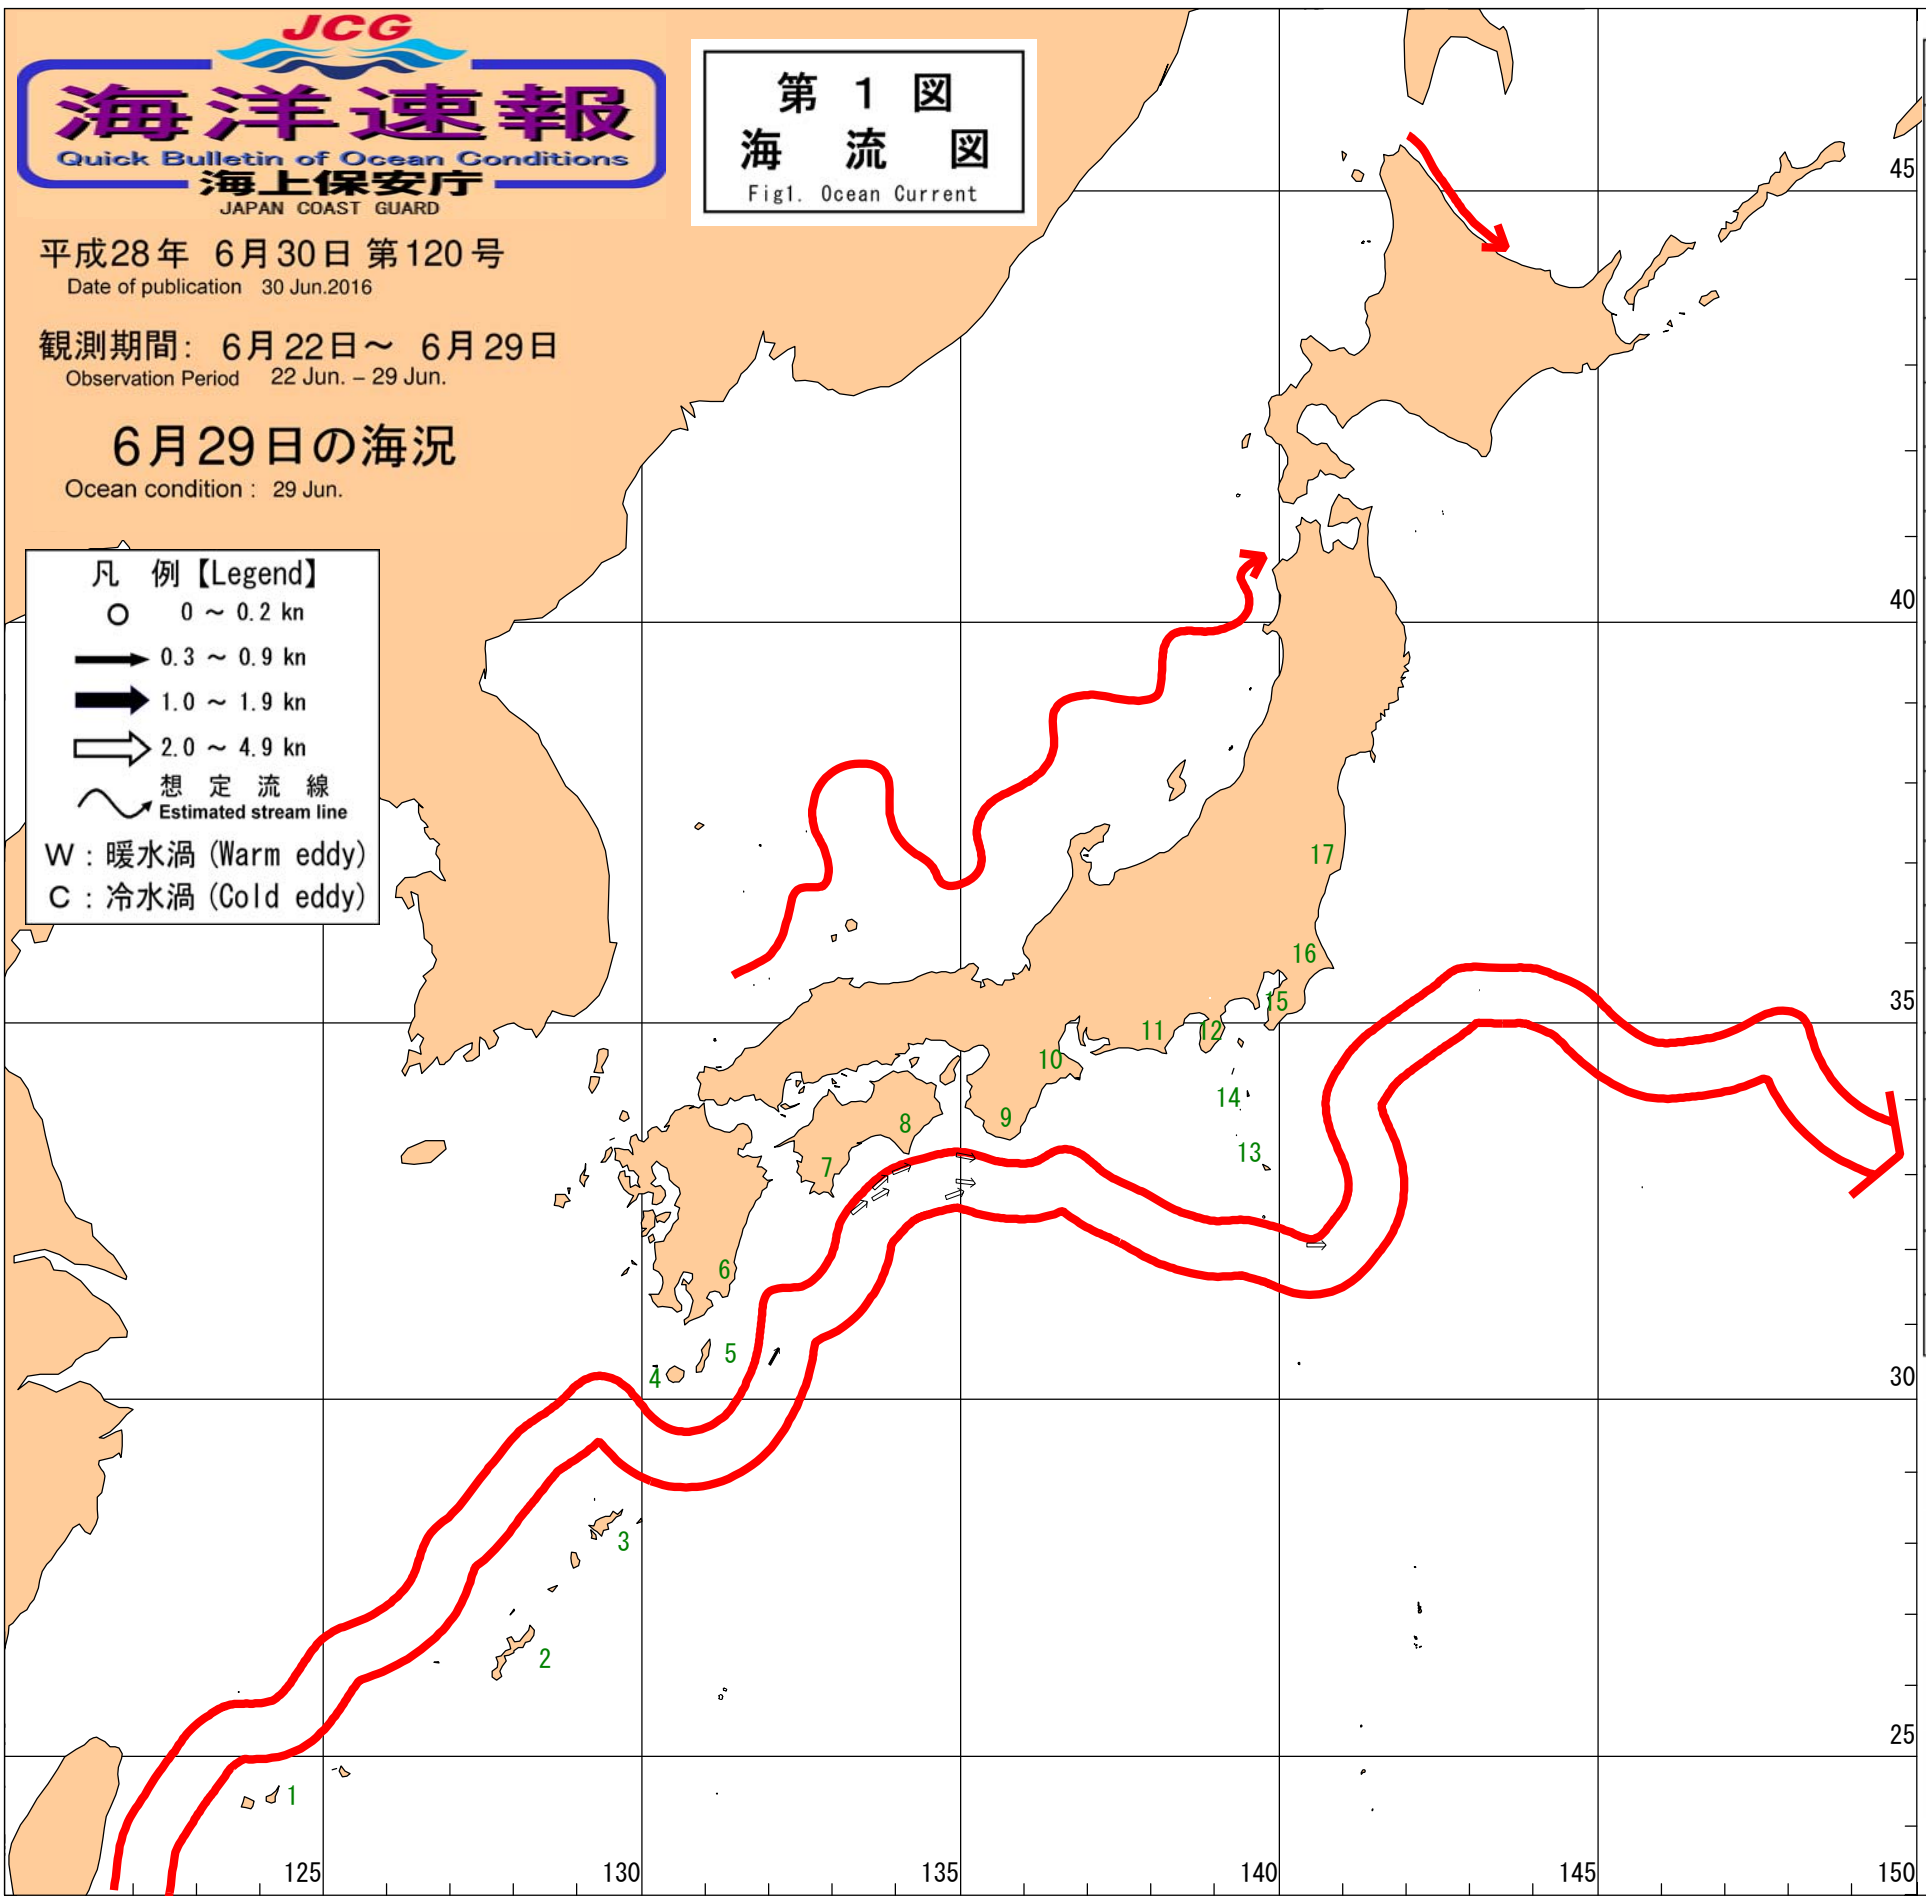 JCG
海洋速報
Quick Bulletin of Ocean Conditions
海上保安庁
JAPAN COAST GUARD
平成28年 6月30日 第120号
Date of publication 30 Jun.2016
観測期間: 6月22日～ 6月29日
Observation Period 22 Jun. – 29 Jun.
6月29日の海況
Ocean condition : 29 Jun.
第 1 図
海 流 図
Fig1. Ocean Current
凡 例【Legend】
0 ～ 0.2 kn
0.3 ～ 0.9 kn
1.0 ～ 1.9 kn
2.0 ～ 4.9 kn
想 定 流 線
Estimated stream line
W : 暖水渦 (Warm eddy)
C : 冷水渦 (Cold eddy)
45
40
17
16
35
15
11
12
10
14
9
8
13
7
6
5
4
30
3
2
25
1
125
130
135
140
145
150